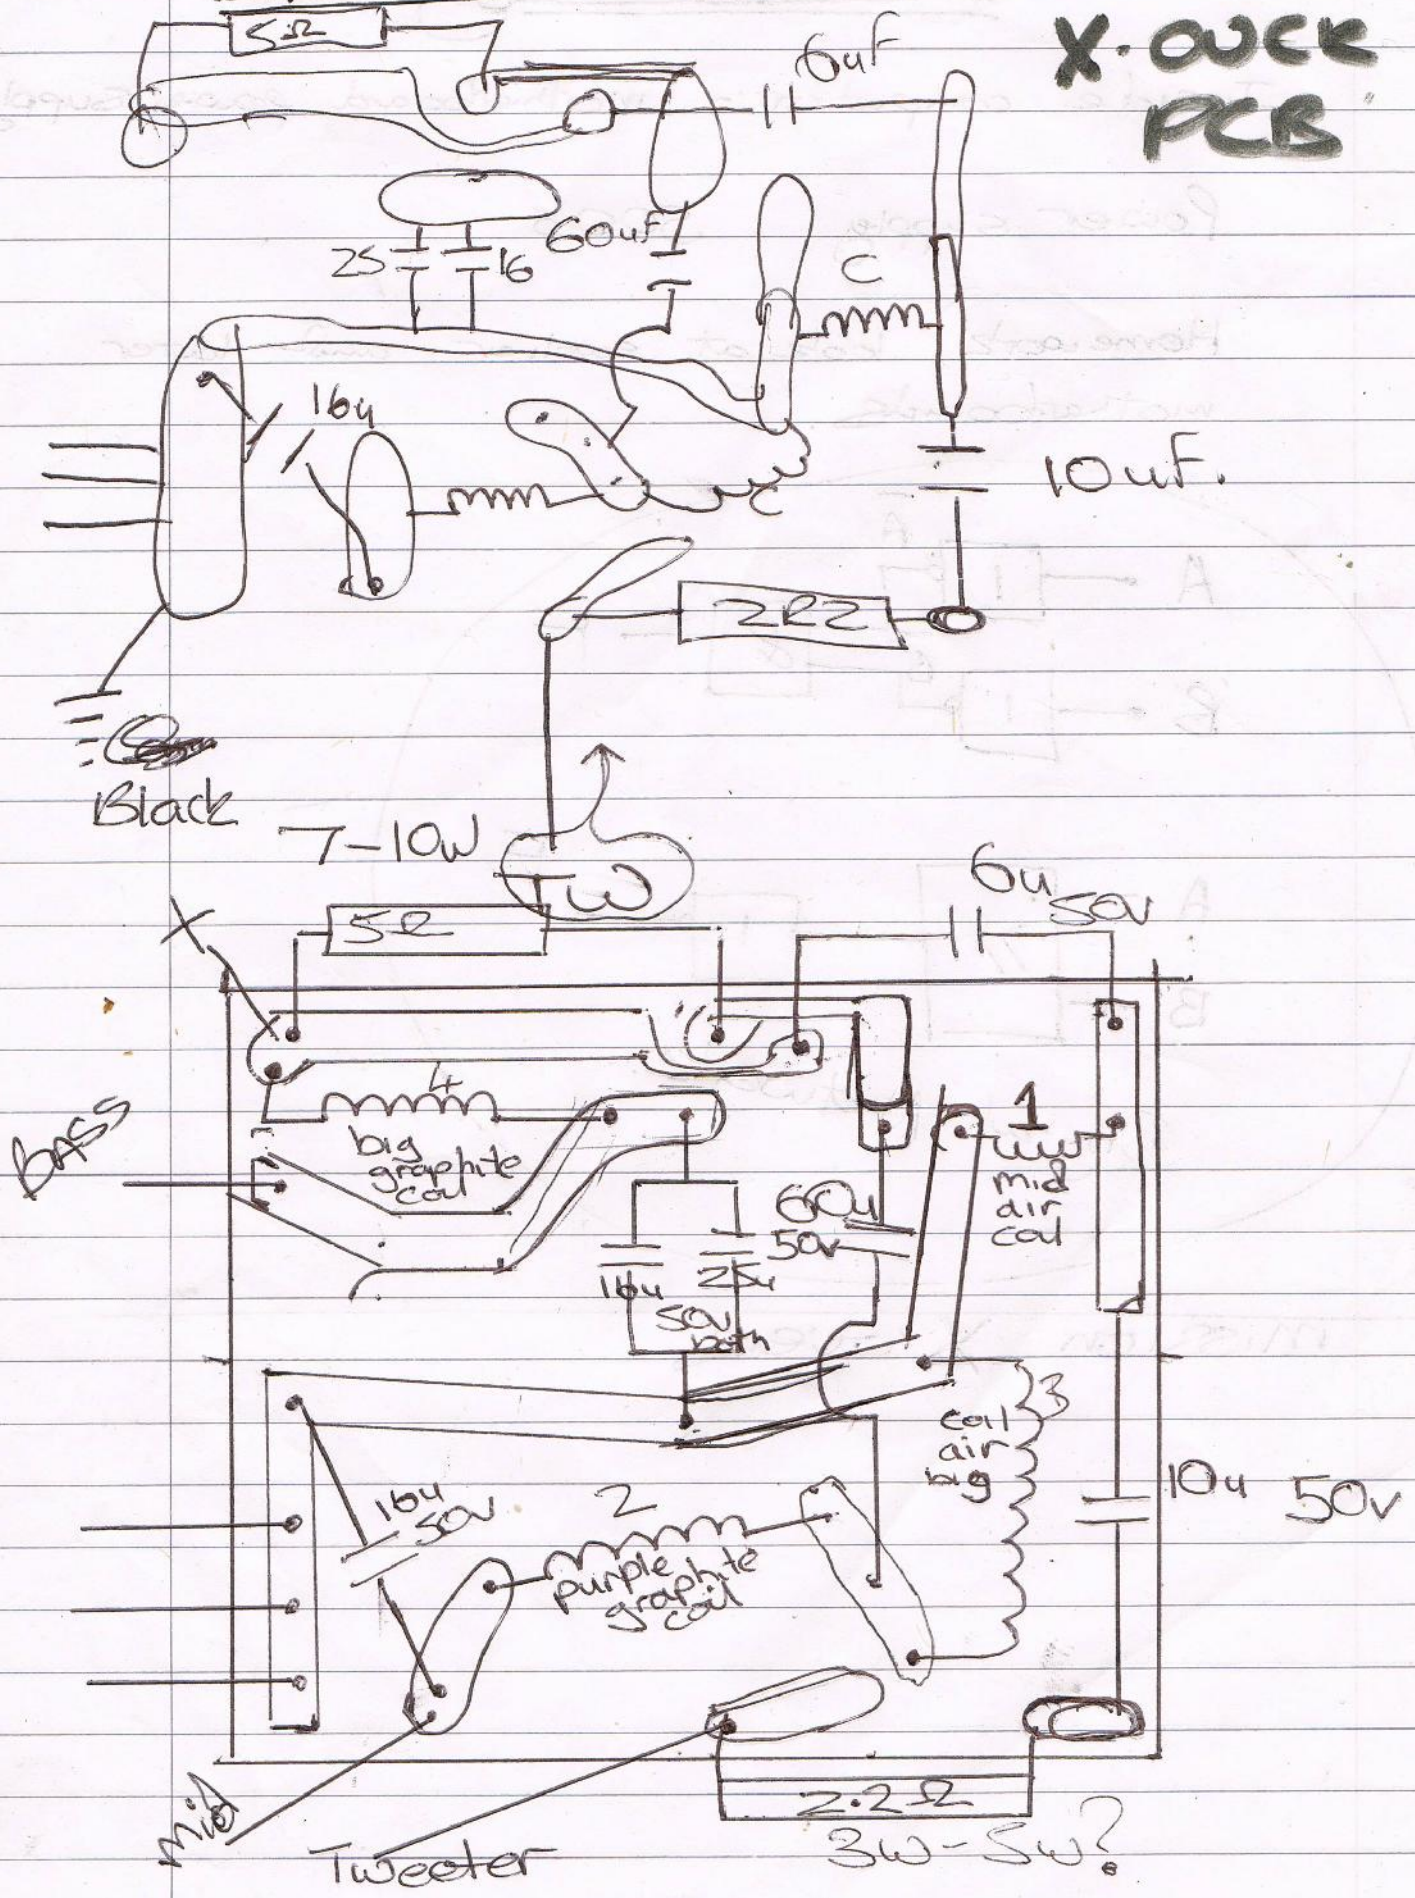 X-OVER
PCB
5Ω
6uF
25
16
60uF
C
16u
C
10uF.
2R2
Black
7-10W
TW
6u
50v
X
5Ω
4
big
graphite
coil
BASS
1
mid
air
coil
60u
50v
16u
25u
50v
both
3
coil
air
big
16u
50v
2
purple
graphite
coil
10u
50v
2.2Ω
3w-5w?
Mid
Tweeter